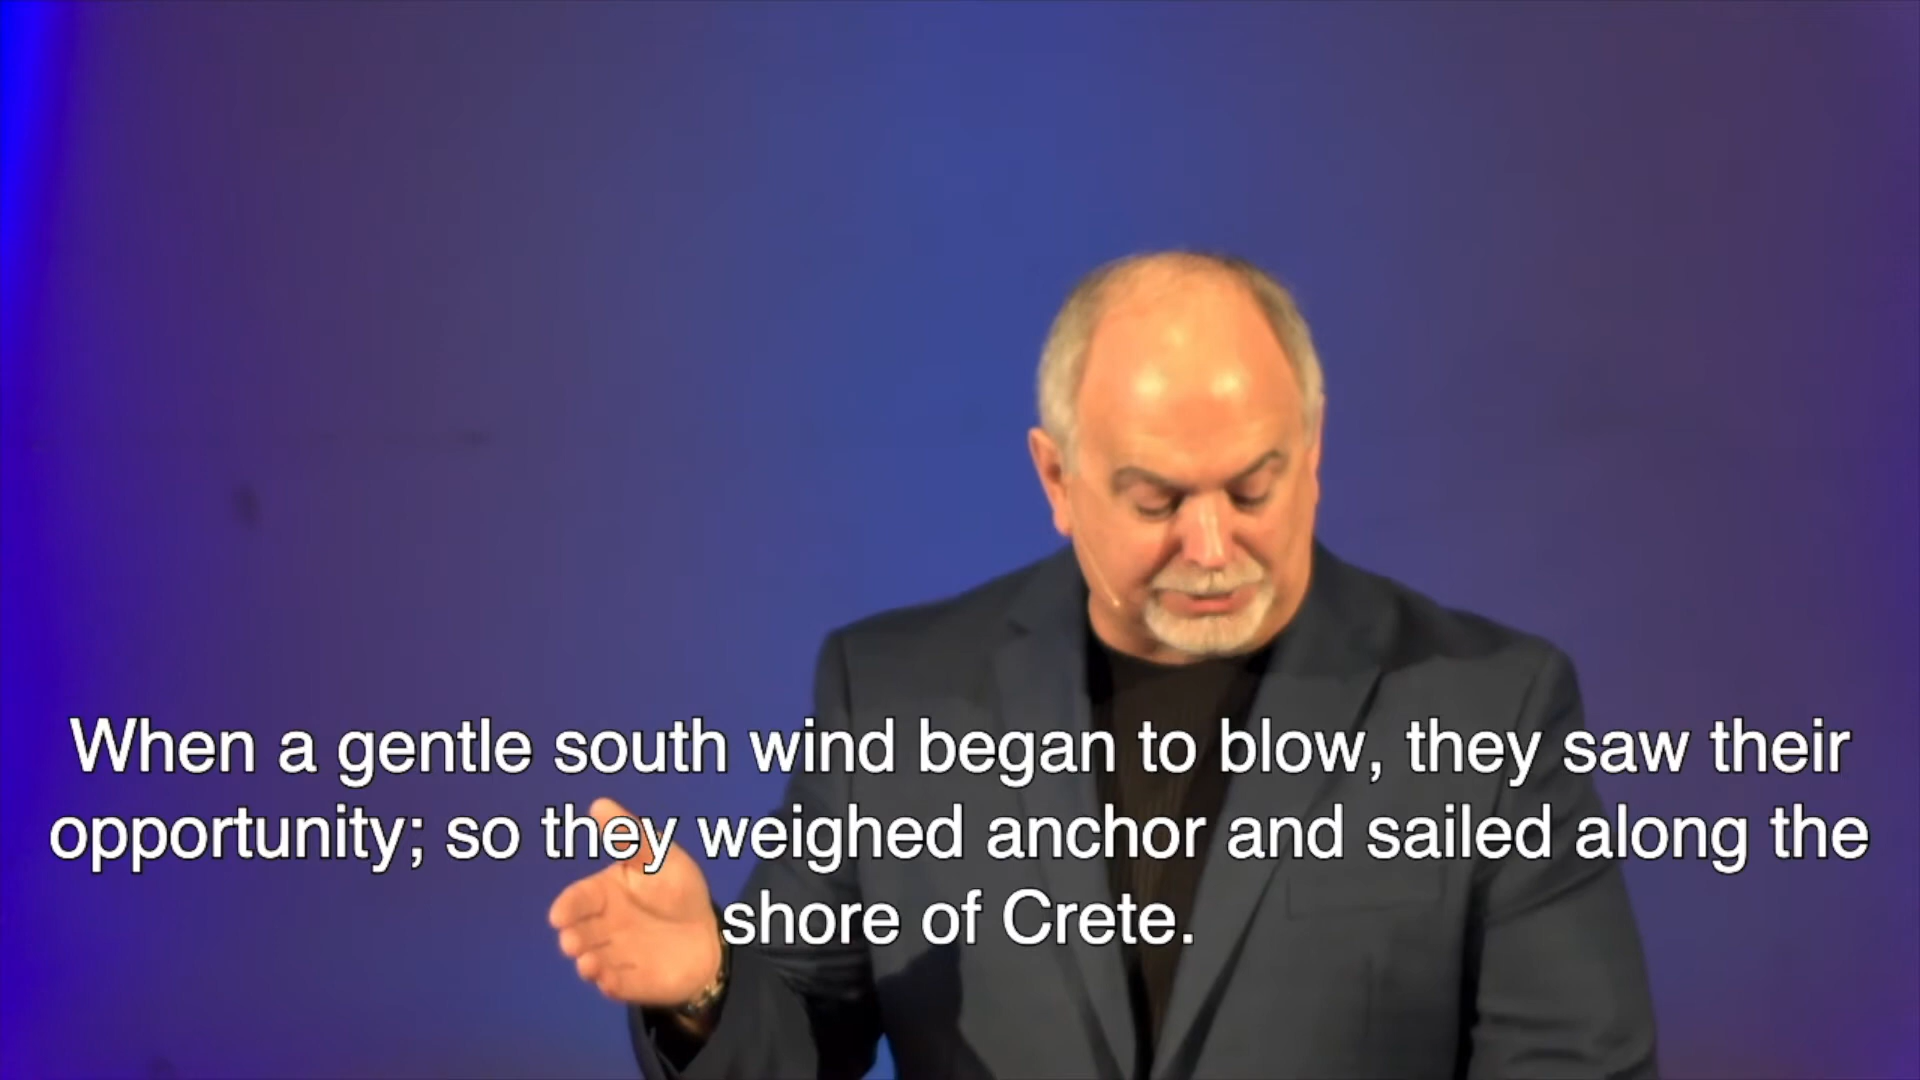 When a gentle south wind began to blow, they saw their
opportunity; so they weighed anchor and sailed along the
shore of Crete.